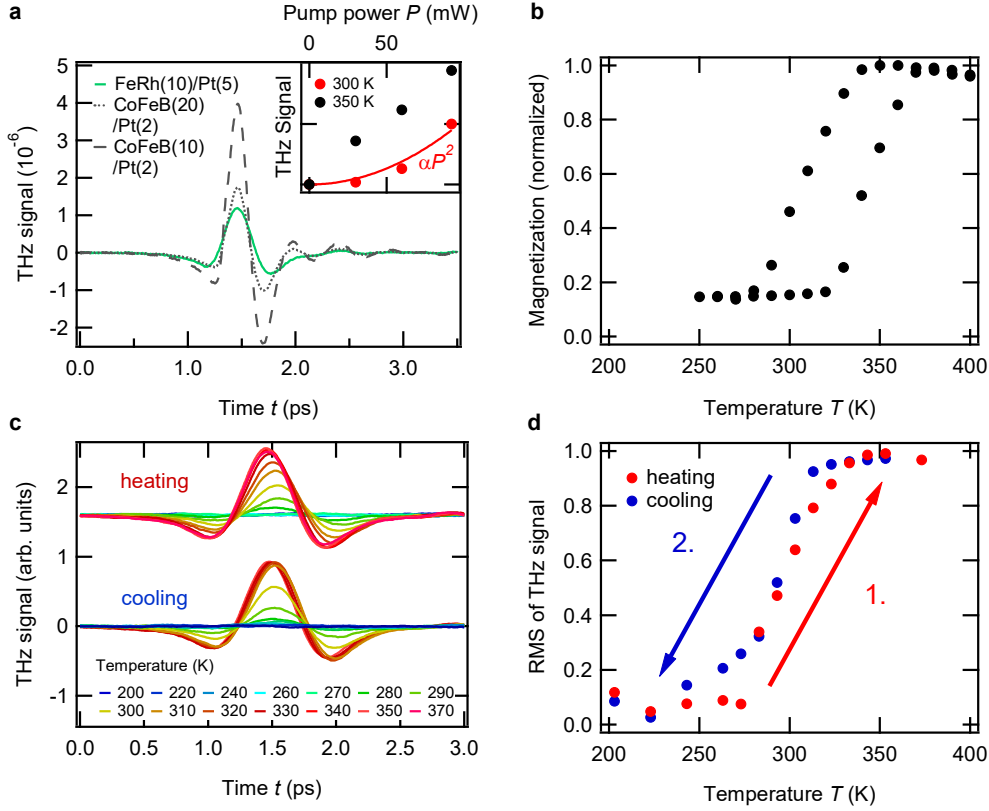 a
Pump power P (mW)
0 60
5
4
3
2
1
0
-1
-2
THz signal (10-6)
FeRh(10)/Pt(5)
CoFeB(20)
/Pt(2)
CoFeB(10)
/Pt(2)
THz Signal
300 K
350 K
αP2
0.0 1.0 2.0 3.0
Time t (ps)
b
1.0
0.8
0.6
0.4
0.2
0.0
Magnetization (normalized)
200 250 300 350 400
Temperature T (K)
c
2
1
0
-1
THz signal (arb. units)
heating
cooling
Temperature (K)
200 220 240 260 270 280 290
300 310 320 330 340 350 370
0.0 0.5 1.0 1.5 2.0 2.5 3.0
Time t (ps)
d
1.0
0.8
0.6
0.4
0.2
0.0
RMS of THz signal
heating
cooling
2.
1.
200 250 300 350 400
Temperature T (K)